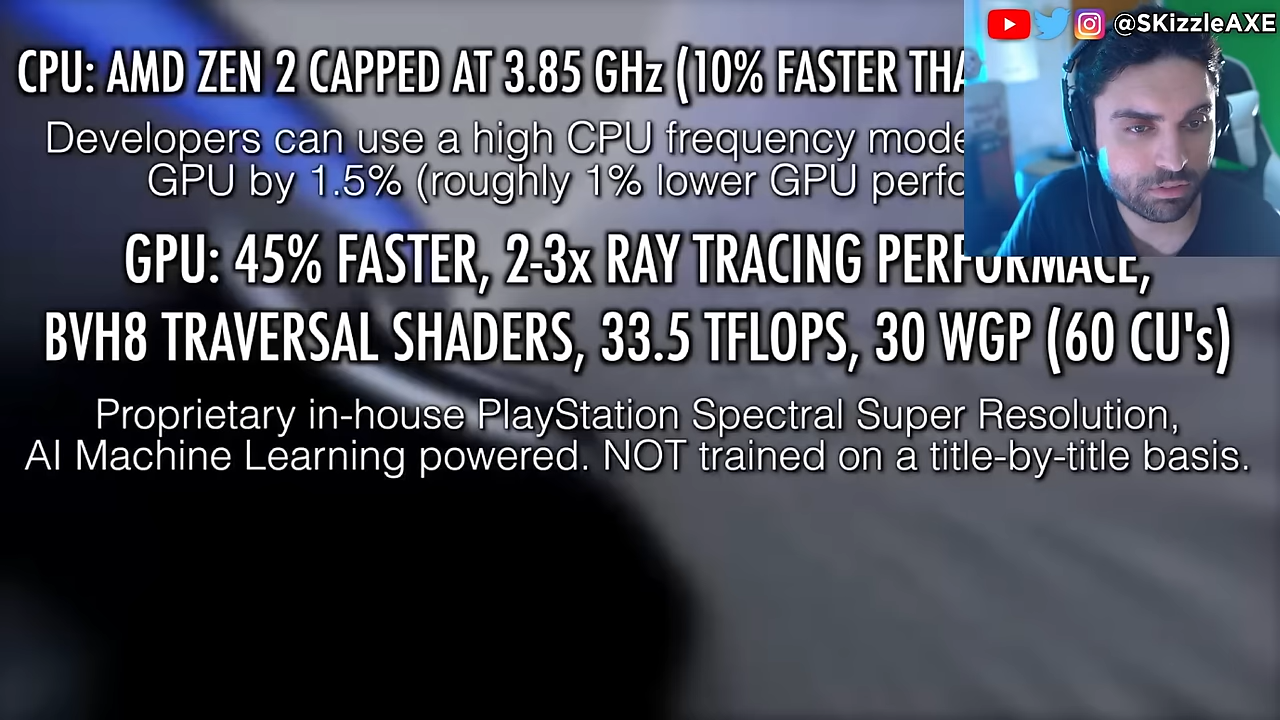 @SKizzleAXE
CPU: AMD ZEN 2 CAPPED AT 3.85 GHz (10% FASTER
Developers can use a high CPU frequency mode
GPU by 1.5% (roughly 1% lower GPU
GPU: 45% FASTER, 2-3x RAY TRACING PERFORMACE,
BVH8 TRAVERSAL SHADERS, 33.5 TFLOPS, 30 WGP (60 CU's)
Proprietary in-house PlayStation Spectral Super Resolution,
AI Machine Learning powered. NOT trained on a title-by-title basis.